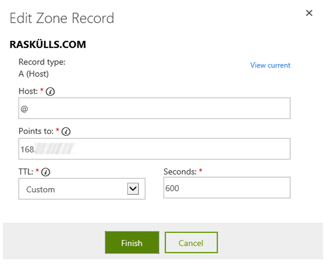 Edit Zone Record
×
RASKÜLLS.COM
Record type:
A (Host)
View current
Host: *
@
Points to: *
168.
TTL: *
Seconds: *
Custom
600
Finish
Cancel